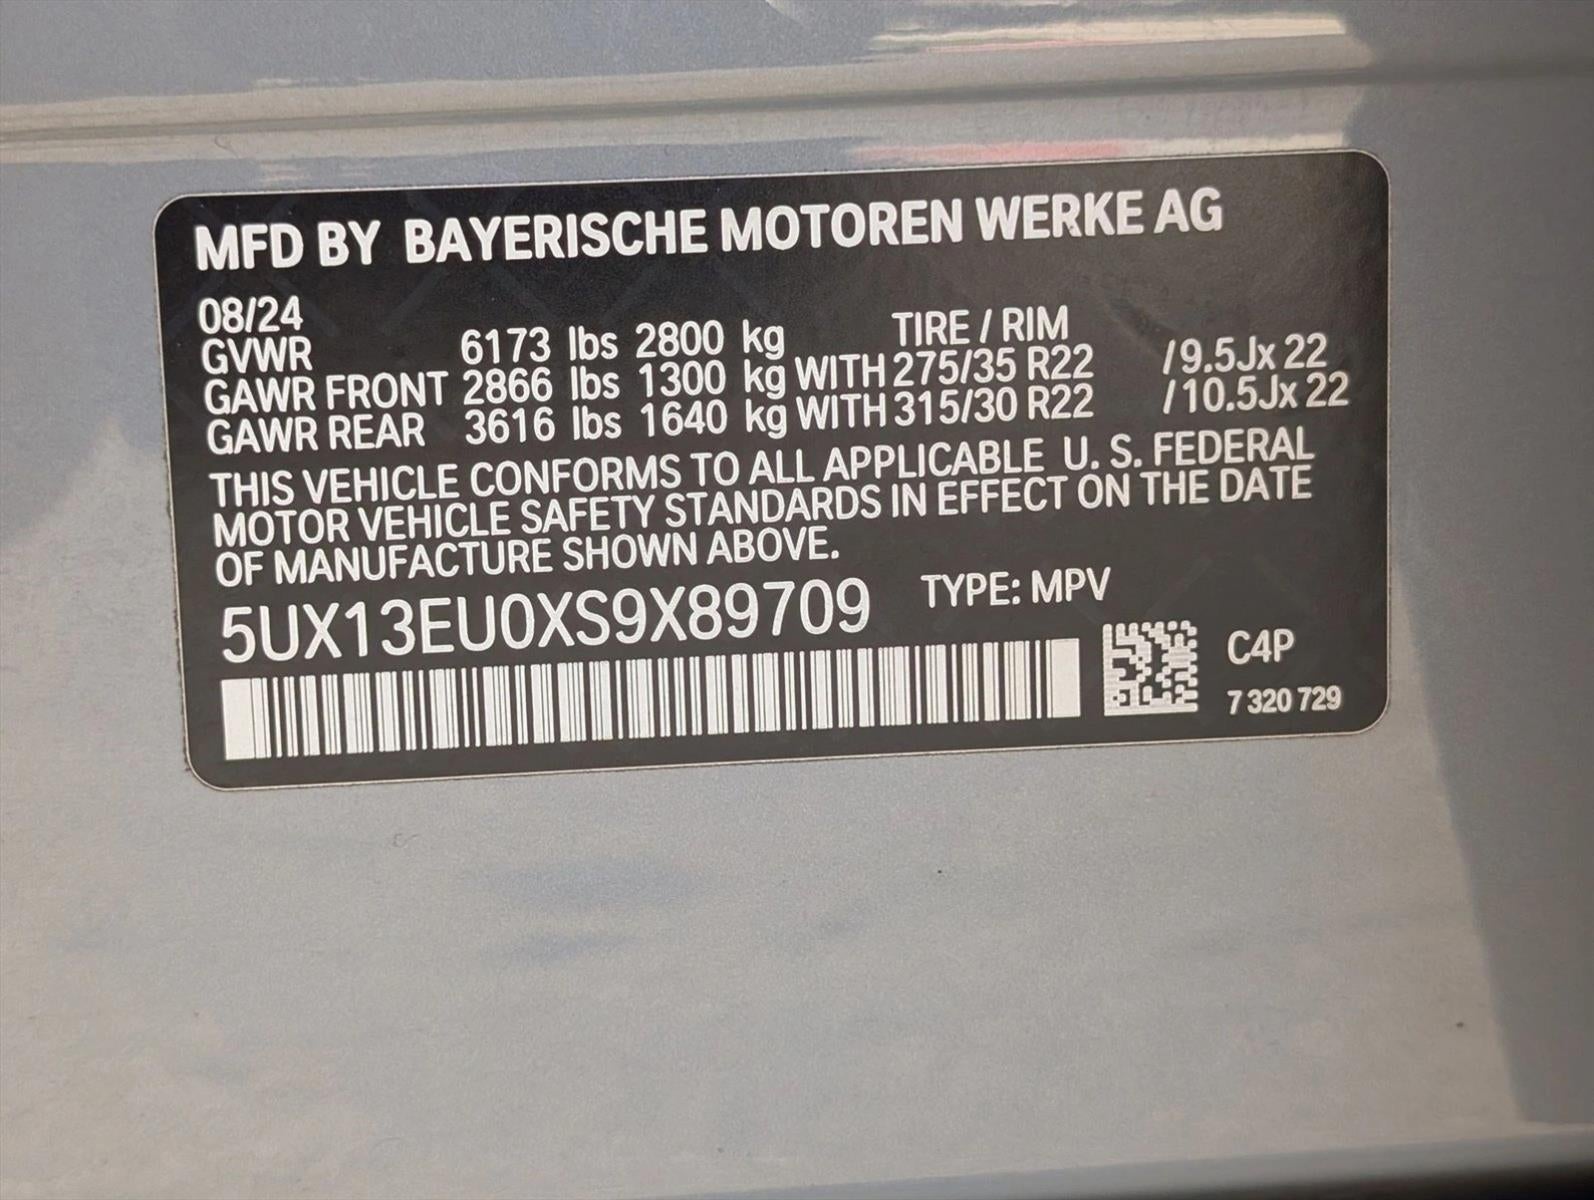 MFD BY BAYERISCHE MOTOREN WERKE AG
08/24
TIRE / RIM
GVWR 6173 lbs 2800 kg
GAWR FRONT 2866 lbs 1300 kg WITH 275/35 R22 /9.5Jx 22
GAWR REAR 3616 lbs 1640 kg WITH 315/30 R22 /10.5Jx 22
THIS VEHICLE CONFORMS TO ALL APPLICABLE U. S. FEDERAL
MOTOR VEHICLE SAFETY STANDARDS IN EFFECT ON THE DATE
OF MANUFACTURE SHOWN ABOVE.
5UX13EU0XS9X89709 TYPE: MPV
C4P
7 320 729